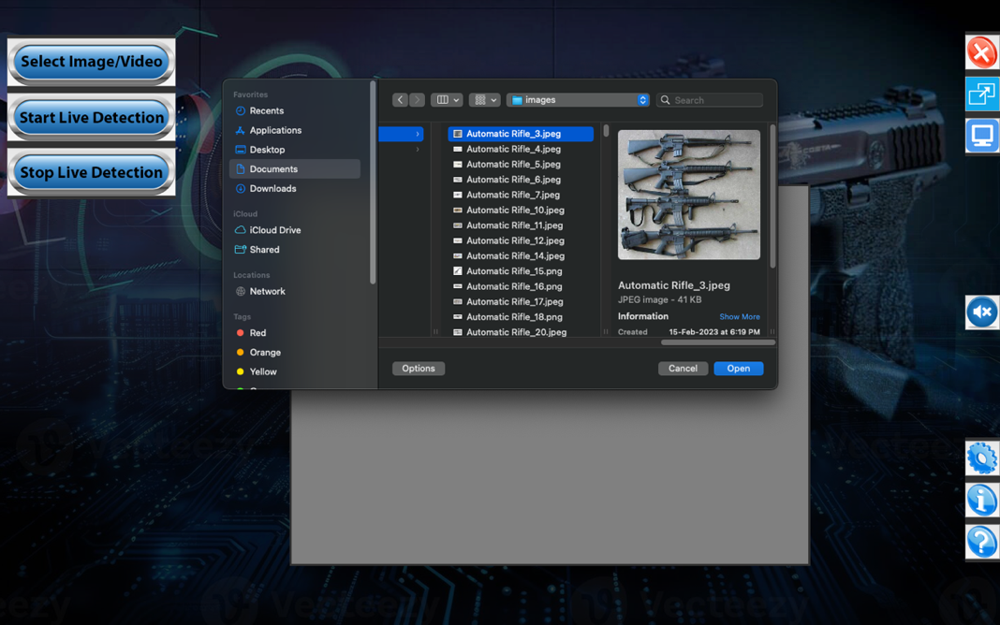 Select Image/Video
Start Live Detection
Stop Live Detection
Favorites
Recents
Applications
Desktop
Documents
Downloads
iCloud
iCloud Drive
Shared
Locations
Network
Tags
Red
Orange
Yellow
images
Search
Automatic Rifle_3.jpeg
Automatic Rifle_4.jpeg
Automatic Rifle_5.jpeg
Automatic Rifle_6.jpeg
Automatic Rifle_7.jpeg
Automatic Rifle_10.jpeg
Automatic Rifle_11.jpeg
Automatic Rifle_12.jpeg
Automatic Rifle_14.jpeg
Automatic Rifle_15.png
Automatic Rifle_16.png
Automatic Rifle_17.jpeg
Automatic Rifle_18.png
Automatic Rifle_20.jpeg
Automatic Rifle_3.jpeg
JPEG image - 41 KB
Information Show More
Created 15-Feb-2023 at 6:19 PM
Options
Cancel
Open
COSTA
Vecteezy
Vecteezy
Vecteezy